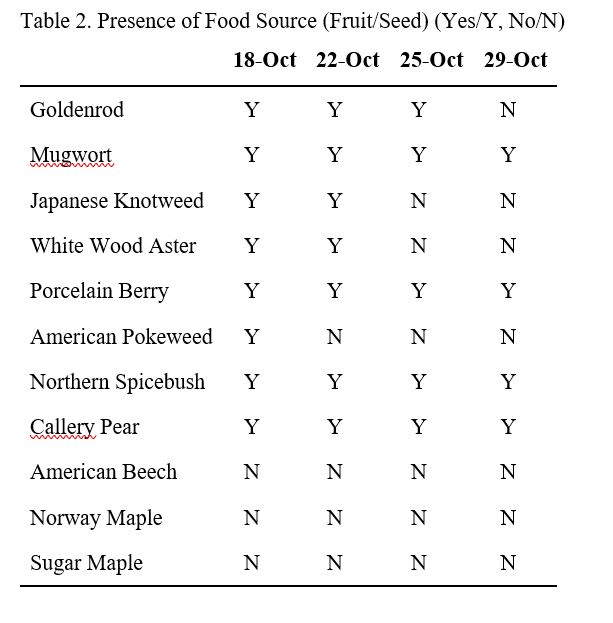 Table 2. Presence of Food Source (Fruit/Seed) (Yes/Y, No/N)
18-Oct 22-Oct 25-Oct 29-Oct
Goldenrod Y Y Y N
Mugwort Y Y Y Y
Japanese Knotweed Y Y N N
White Wood Aster Y Y N N
Porcelain Berry Y Y Y Y
American Pokeweed Y N N N
Northern Spicebush Y Y Y Y
Callery Pear Y Y Y Y
American Beech N N N N
Norway Maple N N N N
Sugar Maple N N N N